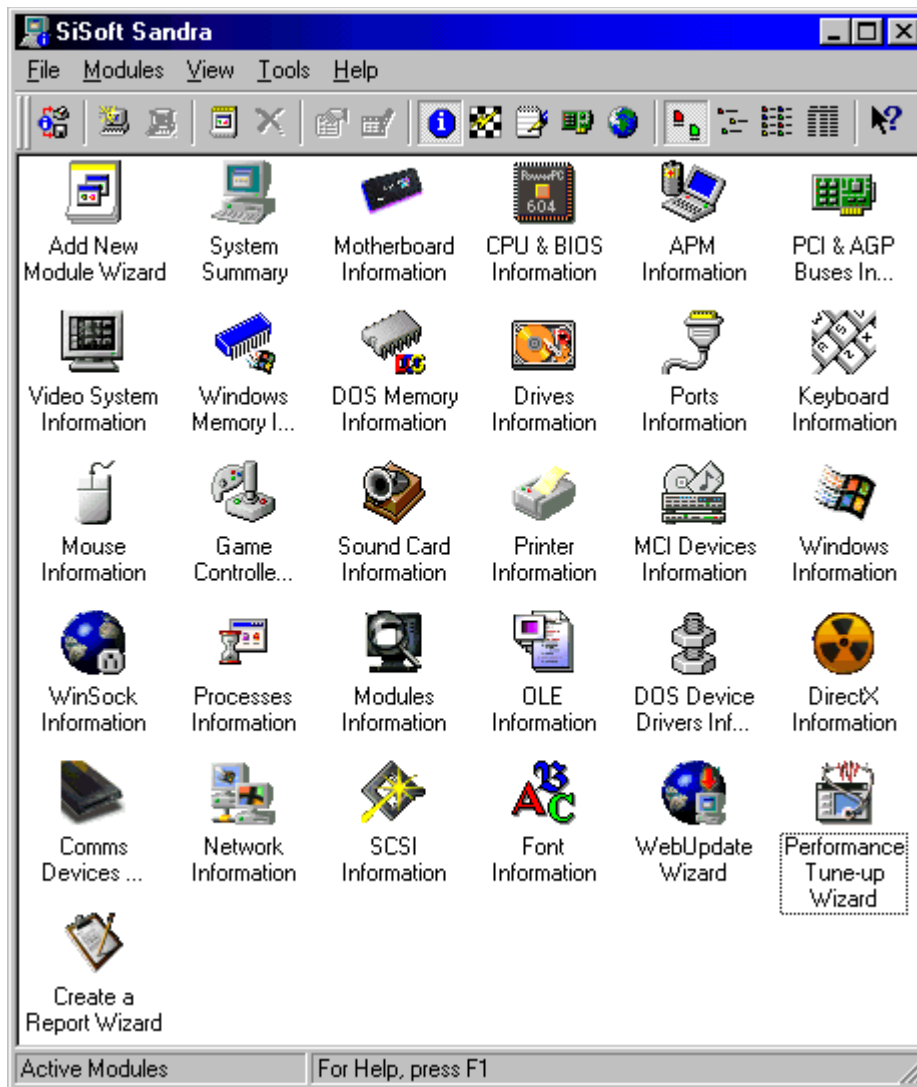 SiSoft Sandra
File Modules View Tools Help
Add New
Module Wizard
System
Summary
Motherboard
Information
PowerPC
604
CPU & BIOS
Information
APM
Information
PCI & AGP
Buses In...
Video System
Information
Windows
Memory I...
DOS Memory
Information
Drives
Information
Ports
Information
Keyboard
Information
Mouse
Information
Game
Controlle...
Sound Card
Information
Printer
Information
MCI Devices
Information
Windows
Information
WinSock
Information
Processes
Information
Modules
Information
OLE
Information
DOS Device
Drivers Inf...
DirectX
Information
Comms
Devices ...
Network
Information
SCSI
Information
A B C
Font
Information
WebUpdate
Wizard
Performance
Tune-up
Wizard
Create a
Report Wizard
Active Modules
For Help, press F1